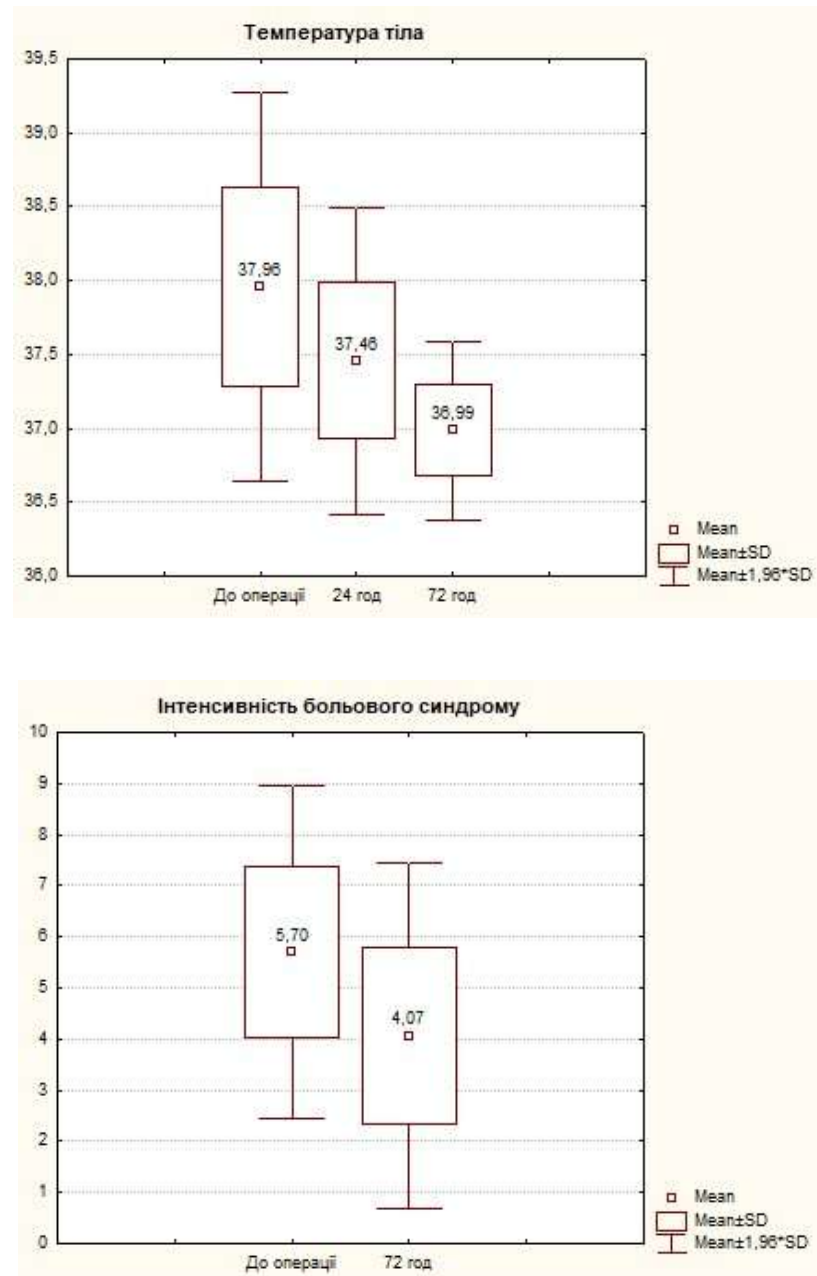 Температура тіла
39,5
39,0
38,5
38,0
37,5
37,0
36,5
36,0
37,96
37,46
36,99
До операції 24 год 72 год
Mean
Mean±SD
Mean±1,96*SD
Інтенсивність больового синдрому
10
9
8
7
6
5
4
3
2
1
0
5,70
4,07
До операції 72 год
Mean
Mean±SD
Mean±1,96*SD